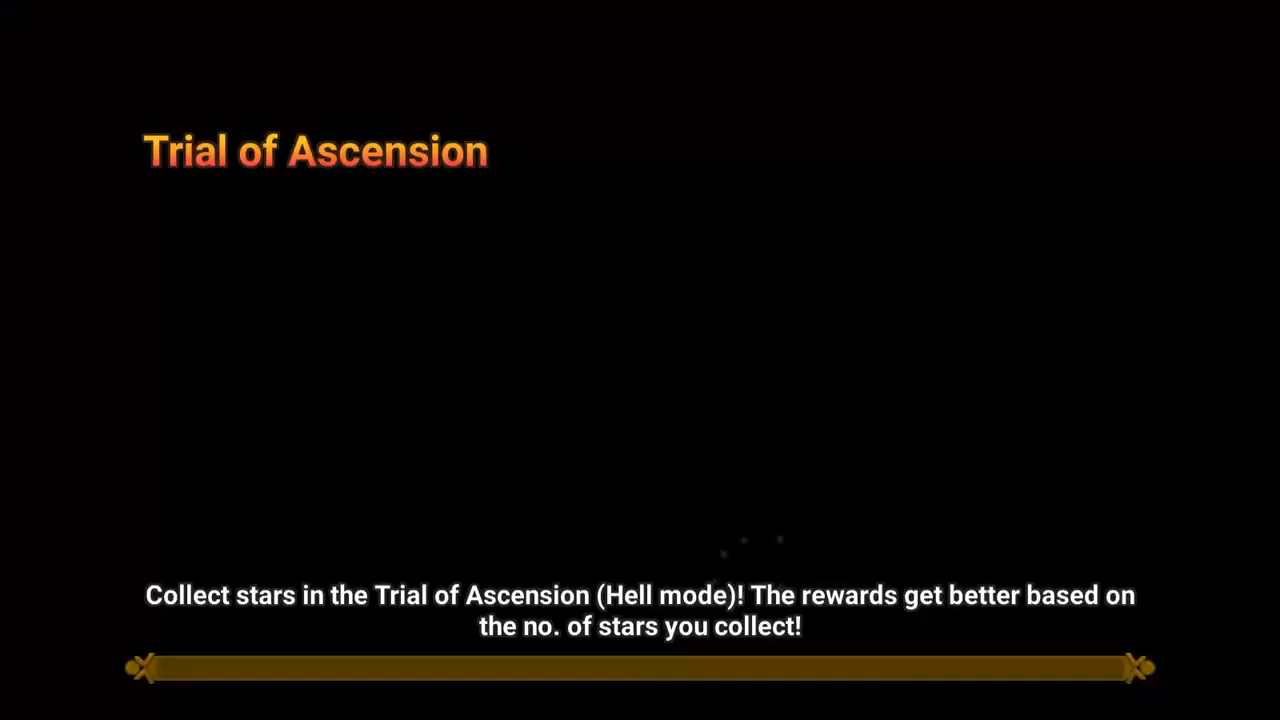 Trial of Ascension
Collect stars in the Trial of Ascension (Hell mode)! The rewards get better based on
the no. of stars you collect!